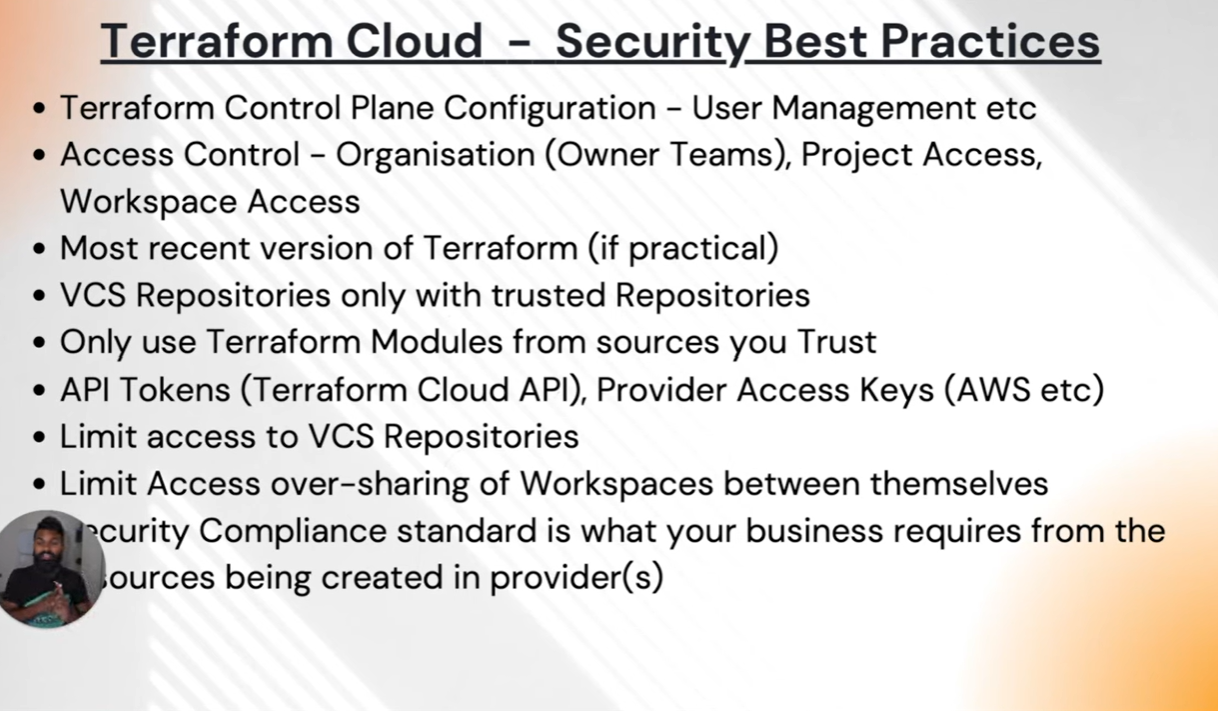 Terraform Cloud – Security Best Practices
• Terraform Control Plane Configuration – User Management etc
• Access Control – Organisation (Owner Teams), Project Access,
Workspace Access
• Most recent version of Terraform (if practical)
• VCS Repositories only with trusted Repositories
• Only use Terraform Modules from sources you Trust
• API Tokens (Terraform Cloud API), Provider Access Keys (AWS etc)
• Limit access to VCS Repositories
• Limit Access over-sharing of Workspaces between themselves
ecurity Compliance standard is what your business requires from the
sources being created in provider(s)